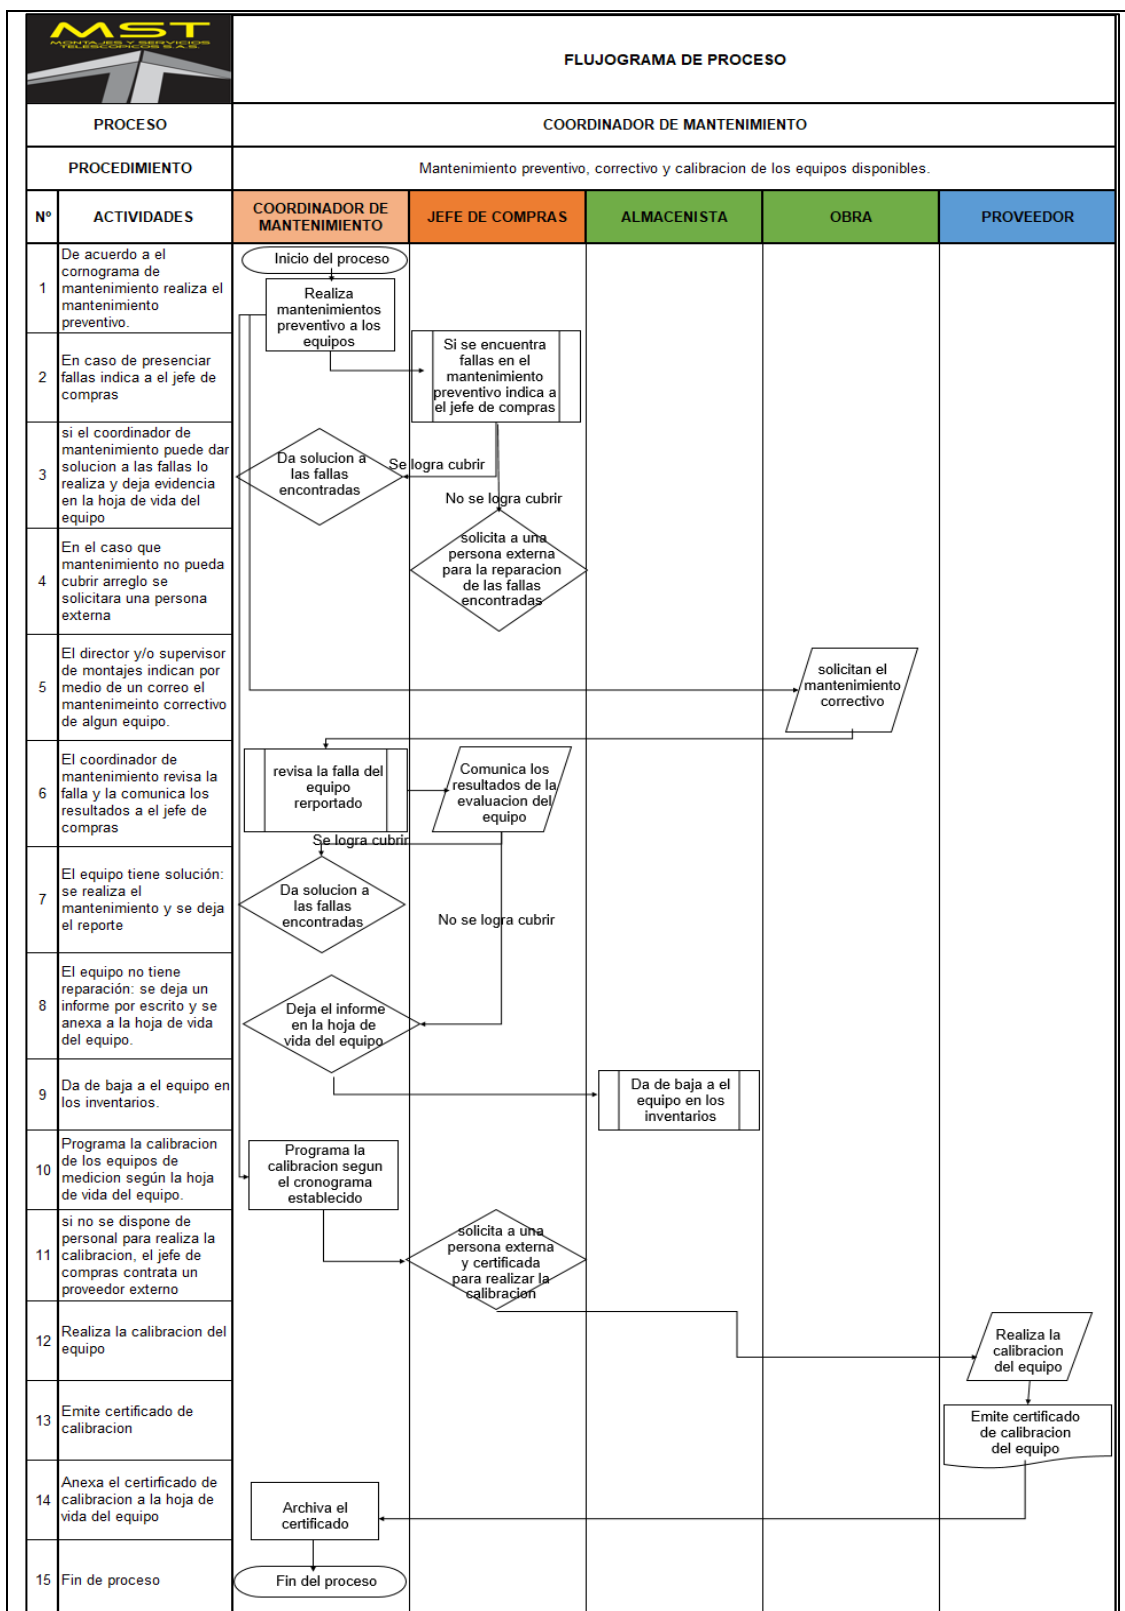 MST
MONTAJES Y SERVICIOS
TELESCOPICOS S.A.S.
FLUJOGRAMA DE PROCESO
PROCESO
COORDINADOR DE MANTENIMIENTO
PROCEDIMIENTO
Mantenimiento preventivo, correctivo y calibracion de los equipos disponibles.
Nº
ACTIVIDADES
COORDINADOR DE
MANTENIMIENTO
JEFE DE COMPRAS
ALMACENISTA
OBRA
PROVEEDOR
1
De acuerdo a el
cornograma de
mantenimiento realiza el
mantenimiento
preventivo.
Inicio del proceso
Realiza
mantenimientos
preventivo a los
equipos
2
En caso de presenciar
fallas indica a el jefe de
compras
Si se encuentra
fallas en el
mantenimiento
preventivo indica a
el jefe de compras
3
si el coordinador de
mantenimiento puede dar
solucion a las fallas lo
realiza y deja evidencia
en la hoja de vida del
equipo
Da solucion a
las fallas
encontradas
Se logra cubrir
No se logra cubrir
4
En el caso que
mantenimiento no pueda
cubrir arreglo se
solicitara una persona
externa
solicita a una
persona externa
para la reparacion
de las fallas
encontradas
5
El director y/o supervisor
de montajes indican por
medio de un correo el
mantenimeinto correctivo
de algun equipo.
solicitan el
mantenimiento
correctivo
6
El coordinador de
mantenimiento revisa la
falla y la comunica los
resultados a el jefe de
compras
revisa la falla del
equipo
rerportado
Comunica los
resultados de la
evaluacion del
equipo
Se logra cubrir
7
El equipo tiene solución:
se realiza el
mantenimiento y se deja
el reporte
Da solucion a
las fallas
encontradas
No se logra cubrir
8
El equipo no tiene
reparación: se deja un
informe por escrito y se
anexa a la hoja de vida
del equipo.
Deja el informe
en la hoja de
vida del equipo
9
Da de baja a el equipo en
los inventarios.
Da de baja a el
equipo en los
inventarios
10
Programa la calibracion
de los equipos de
medicion según la hoja
de vida del equipo.
Programa la
calibracion segun
el cronograma
establecido
11
si no se dispone de
personal para realiza la
calibracion, el jefe de
compras contrata un
proveedor externo
solicita a una
persona externa
y certificada
para realizar la
calibracion
12
Realiza la calibracion del
equipo
Realiza la
calibracion
del equipo
13
Emite certificado de
calibracion
Emite certificado
de calibracion
del equipo
14
Anexa el certirficado de
calibracion a la hoja de
vida del equipo
Archiva el
certificado
15
Fin de proceso
Fin del proceso